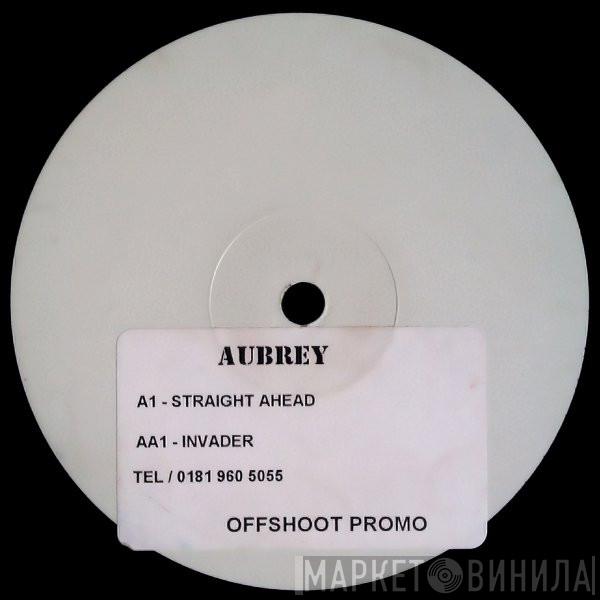 AUBREY
A1 - STRAIGHT AHEAD
AA1 - INVADER
TEL / 0181 960 5055
OFFSHOOT PROMO
МАРКЕТ ВИНИЛА